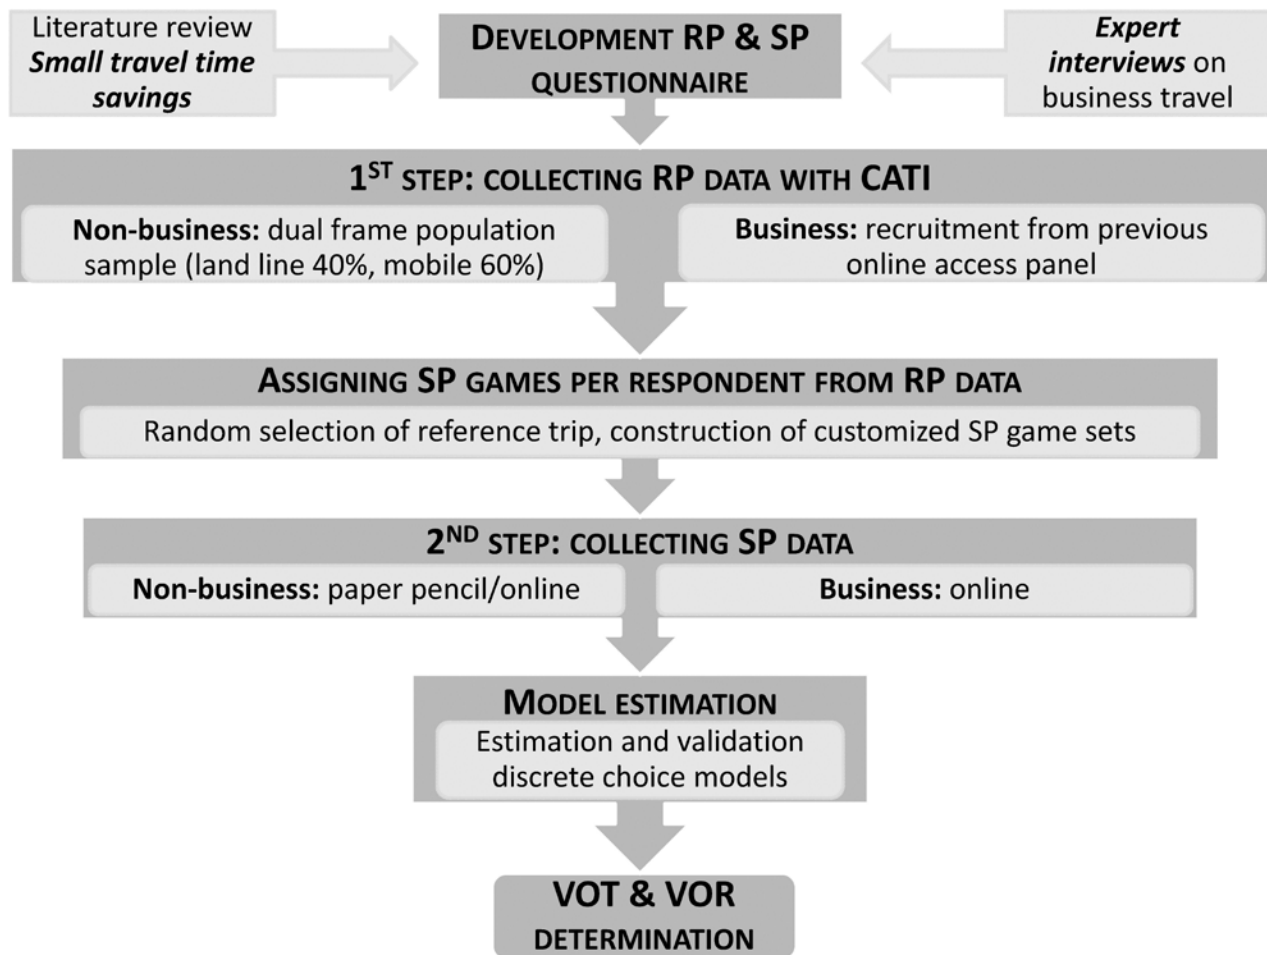 Literature review
Small travel time
savings
DEVELOPMENT RP & SP
QUESTIONNAIRE
Expert
interviews on
business travel
1ST STEP: COLLECTING RP DATA WITH CATI
Non-business: dual frame population
sample (land line 40%, mobile 60%)
Business: recruitment from previous
online access panel
ASSIGNING SP GAMES PER RESPONDENT FROM RP DATA
Random selection of reference trip, construction of customized SP game sets
2ND STEP: COLLECTING SP DATA
Non-business: paper pencil/online
Business: online
MODEL ESTIMATION
Estimation and validation
discrete choice models
VOT & VOR
DETERMINATION